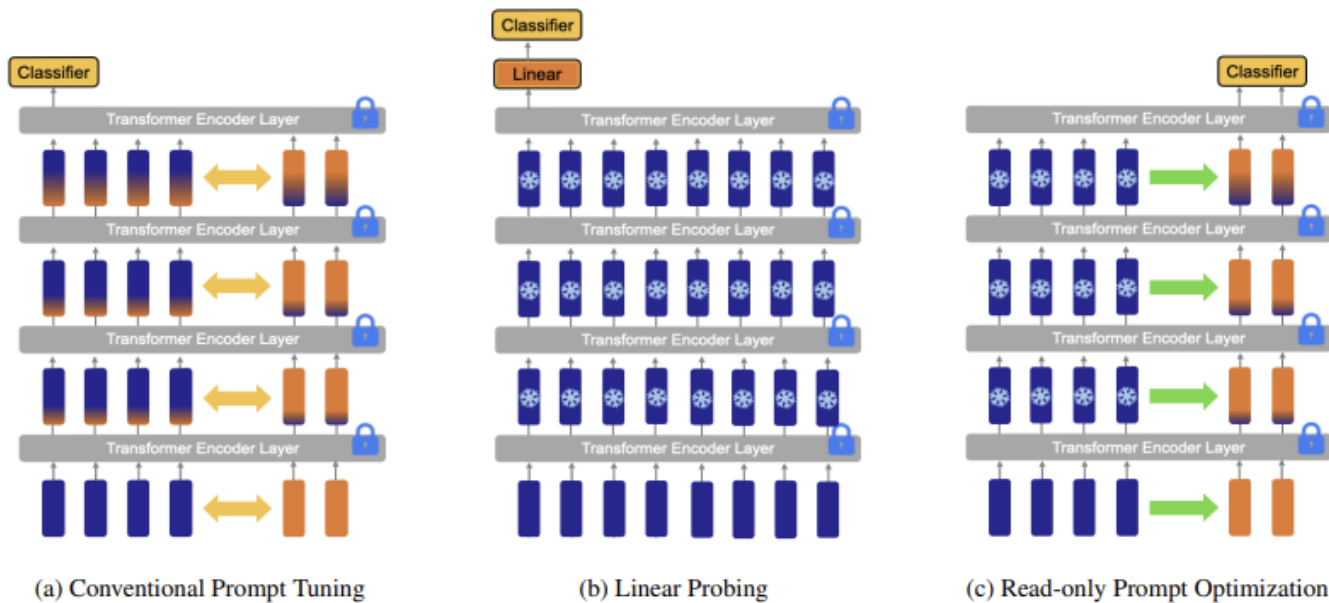 Classifier
Transformer Encoder Layer
Transformer Encoder Layer
Transformer Encoder Layer
Transformer Encoder Layer
(a) Conventional Prompt Tuning
Classifier
Linear
Transformer Encoder Layer
Transformer Encoder Layer
Transformer Encoder Layer
Transformer Encoder Layer
(b) Linear Probing
Classifier
Transformer Encoder Layer
Transformer Encoder Layer
Transformer Encoder Layer
Transformer Encoder Layer
(c) Read-only Prompt Optimization